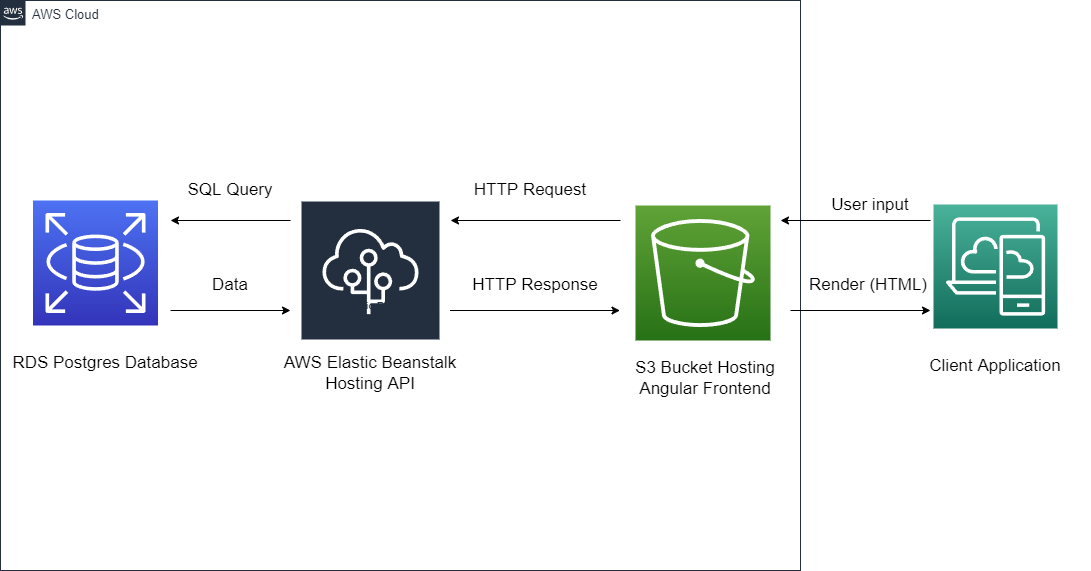 aws
AWS Cloud
SQL Query
HTTP Request
User input
Data
HTTP Response
Render (HTML)
RDS Postgres Database
AWS Elastic Beanstalk
Hosting API
S3 Bucket Hosting
Angular Frontend
Client Application